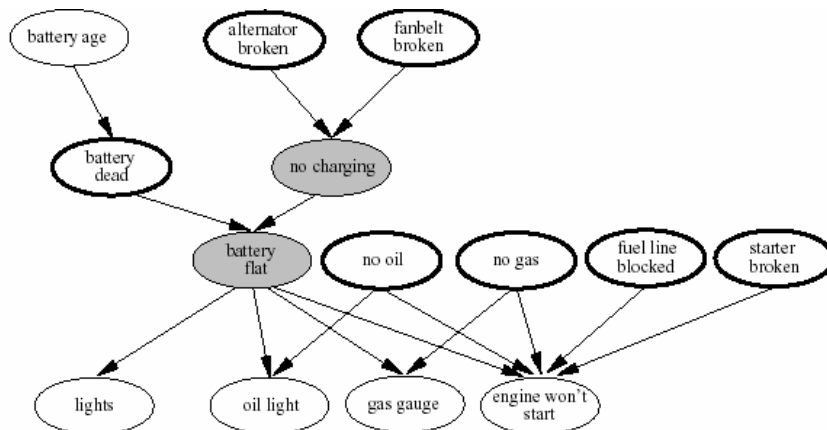 battery age
alternator
broken
fanbelt
broken
battery
dead
no charging
battery
flat
no oil
no gas
fuel line
blocked
starter
broken
lights
oil light
gas gauge
engine won't
start